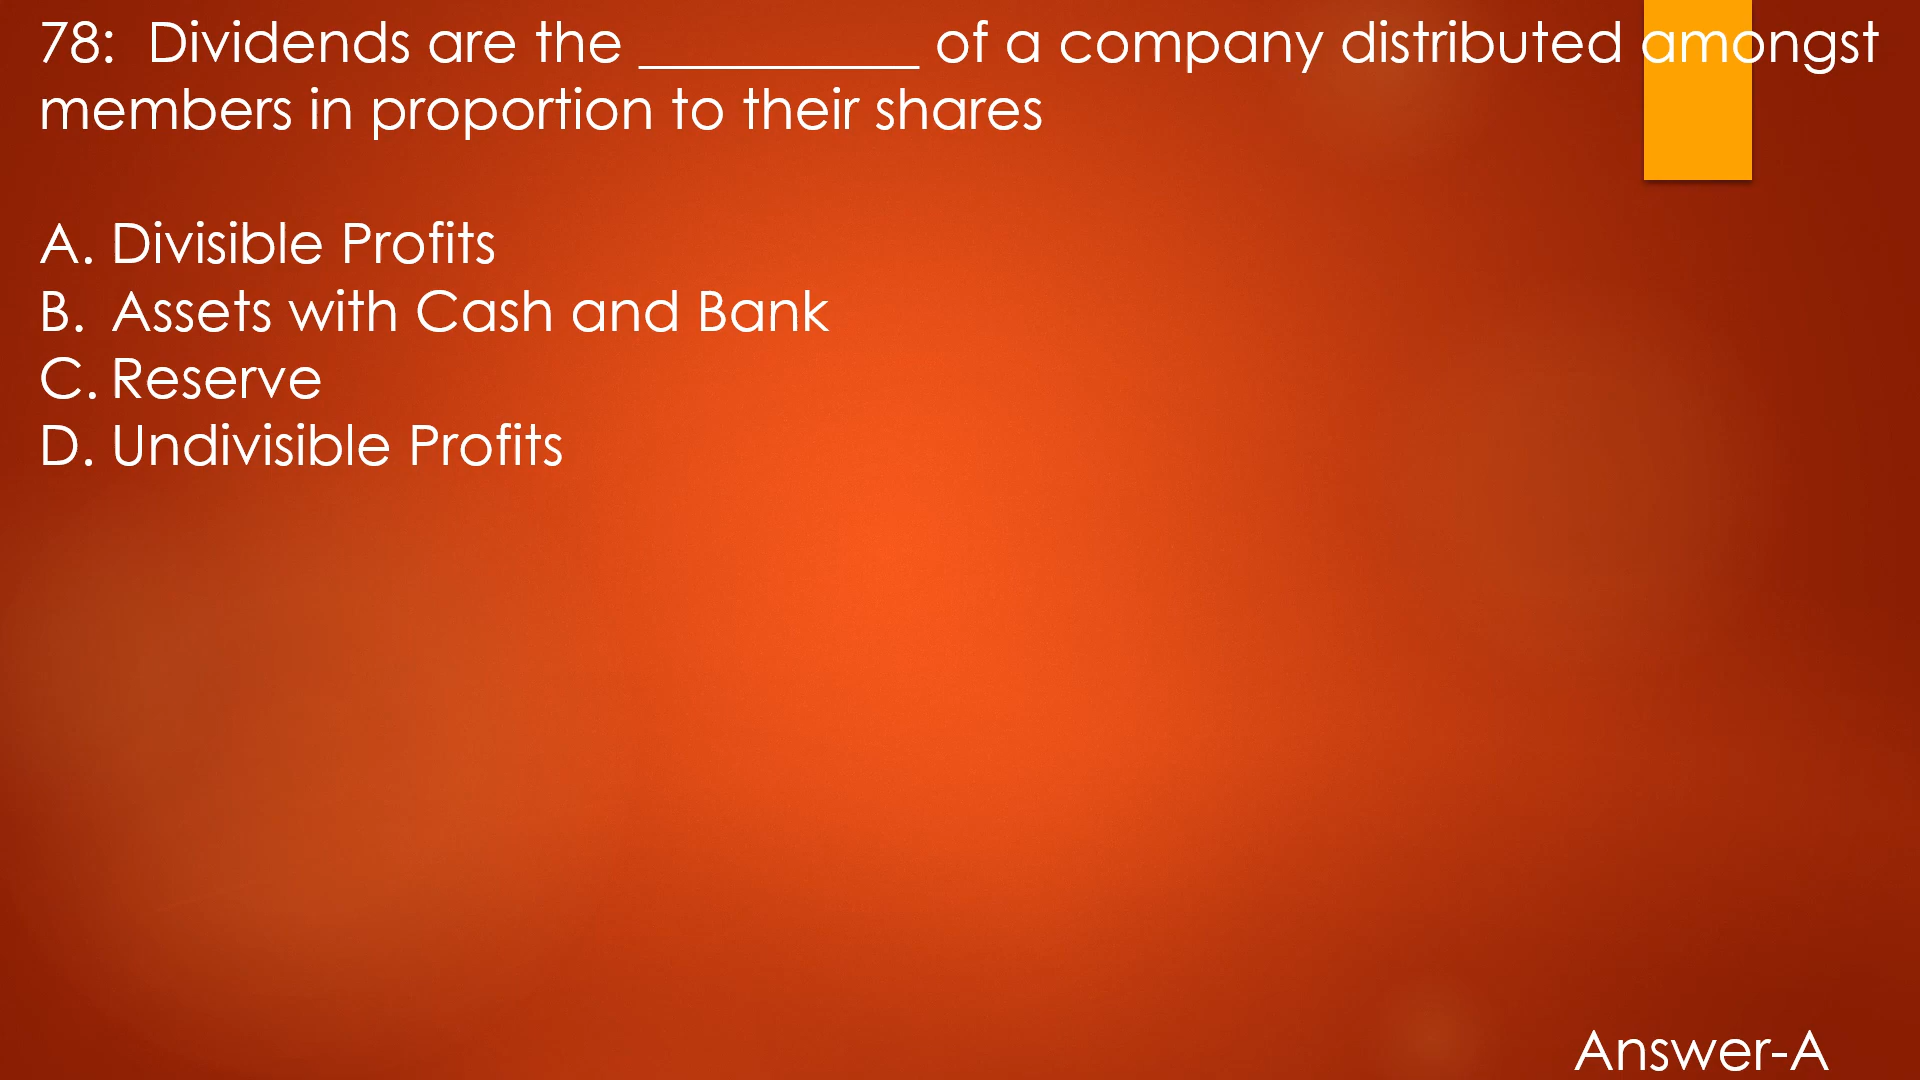 78: Dividends are the __________ of a company distributed amongst
members in proportion to their shares
A. Divisible Profits
B. Assets with Cash and Bank
C. Reserve
D. Undivisible Profits
Answer-A